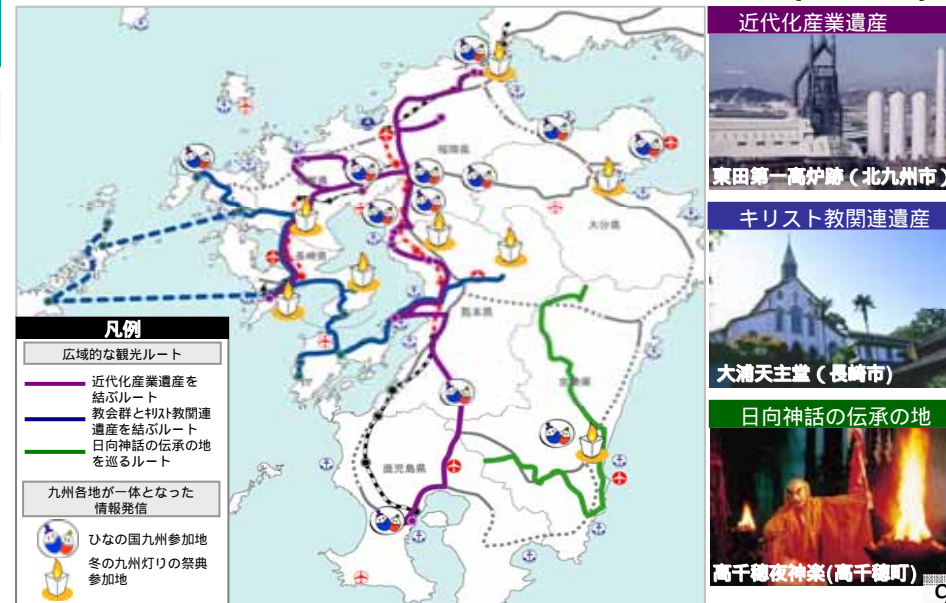 福岡県
大分県
長崎県
熊本県
宮崎県
鹿児島県
凡例
広域的な観光ルート
近代化産業遺産を
結ぶルート
教会群とｷﾘｽﾄ教関連
遺産を結ぶルート
日向神話の伝承の地
を巡るルート
九州各地が一体となった
情報発信
ひなの国九州参加地
冬の九州灯りの祭典
参加地
近代化産業遺産
東田第一高炉跡（北九州市）
キリスト教関連遺産
大浦天主堂（長崎市)
日向神話の伝承の地
高千穂夜神楽(高千穂町)